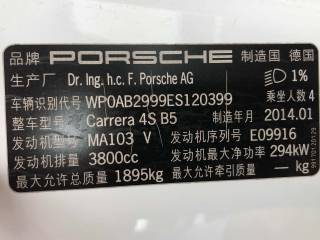 品牌 PORSCHE 制造国 德国
生产厂 Dr. Ing. h.c. F. Porsche AG 1%
车辆识别代号 WP0AB2999ES120399 乘坐人数 4
整车型号 Carrera 4S B5 制造年月 2014.01
发动机型号 MA103 V 发动机序列号 E09916
发动机排量 3800cc 发动机最大净功率 294kW
最大允许总质量 1895kg 最大允许牵引质量 — kg